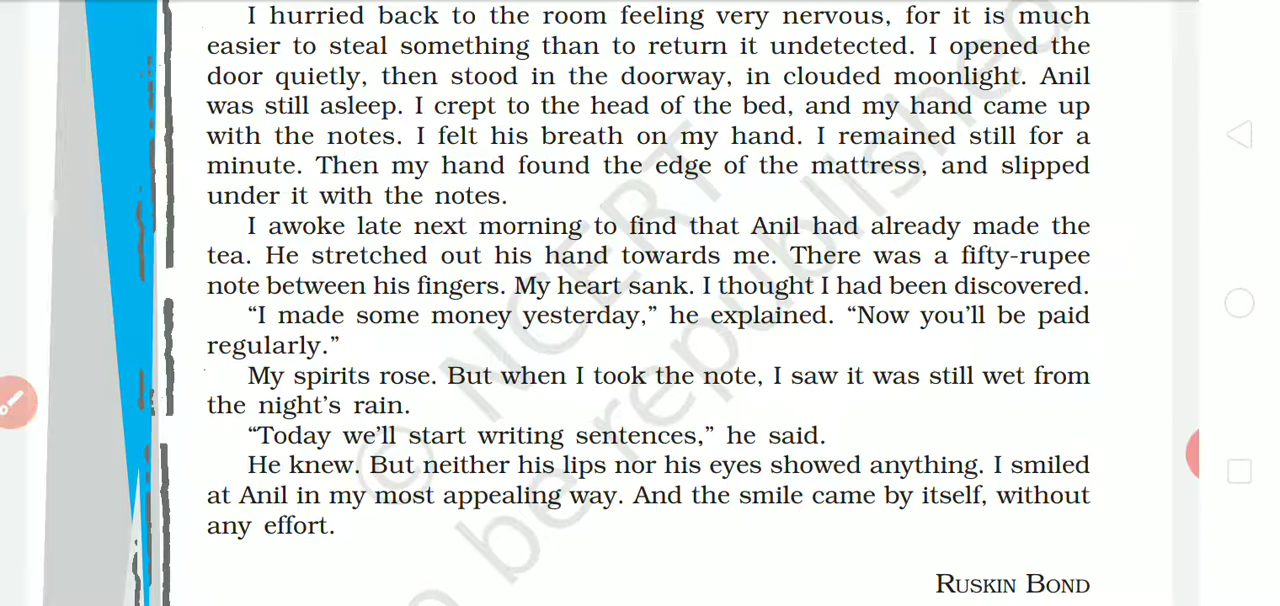 I hurried back to the room feeling very nervous, for it is much
easier to steal something than to return it undetected. I opened the
door quietly, then stood in the doorway, in clouded moonlight. Anil
was still asleep. I crept to the head of the bed, and my hand came up
with the notes. I felt his breath on my hand. I remained still for a
minute. Then my hand found the edge of the mattress, and slipped
under it with the notes.
I awoke late next morning to find that Anil had already made the
tea. He stretched out his hand towards me. There was a fifty-rupee
note between his fingers. My heart sank. I thought I had been discovered.
“I made some money yesterday,” he explained. “Now you’ll be paid
regularly.”
My spirits rose. But when I took the note, I saw it was still wet from
the night’s rain.
“Today we’ll start writing sentences,” he said.
He knew. But neither his lips nor his eyes showed anything. I smiled
at Anil in my most appealing way. And the smile came by itself, without
any effort.
RUSKIN BOND
© NCERT
be republished